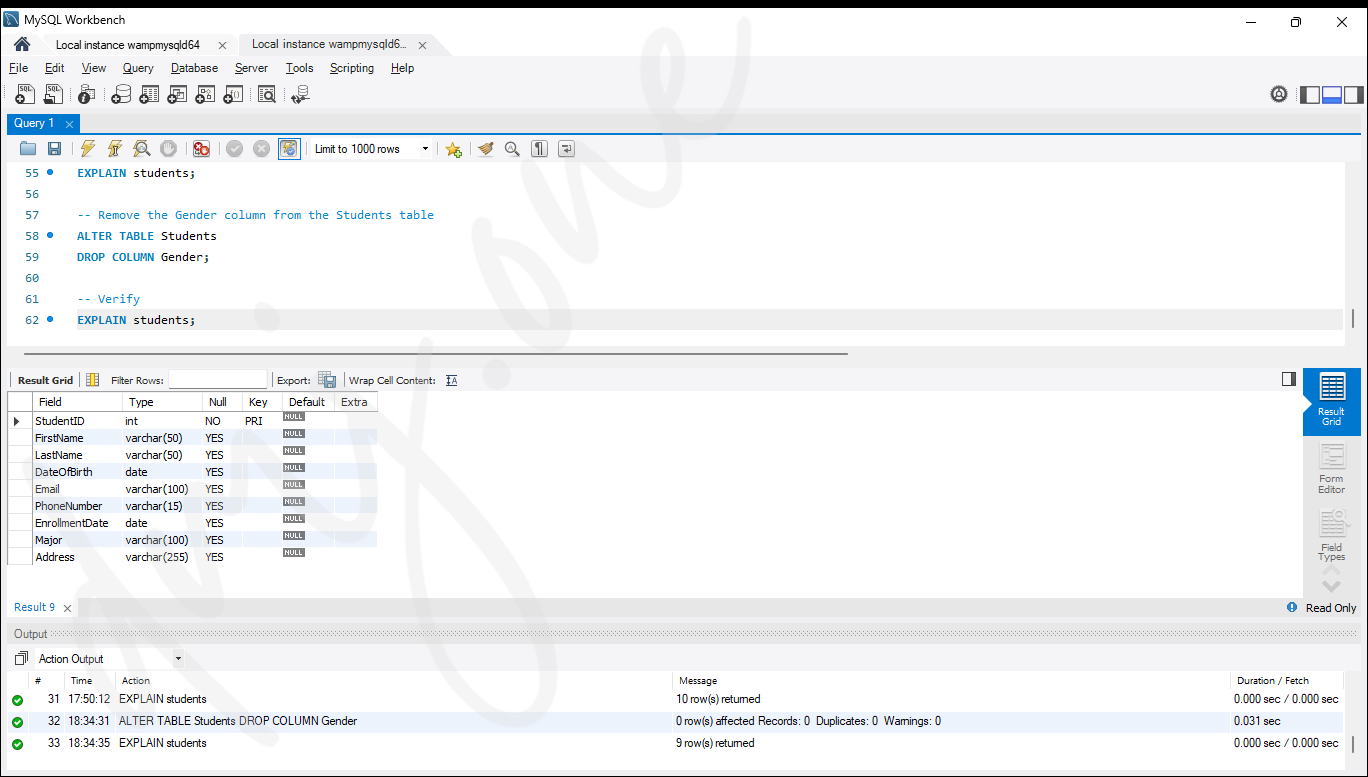 MySQL Workbench
Local instance wampmysqld64
Local instance wampmysqld6...
File Edit View Query Database Server Tools Scripting Help
Query 1
Limit to 1000 rows
55 EXPLAIN students;
56
57 -- Remove the Gender column from the Students table
58 ALTER TABLE Students
59 DROP COLUMN Gender;
60
61 -- Verify
62 EXPLAIN students;
Result Grid Filter Rows: Export: Wrap Cell Content:
Field Type Null Key Default Extra
StudentID int NO PRI NULL
FirstName varchar(50) YES NULL
LastName varchar(50) YES NULL
DateOfBirth date YES NULL
Email varchar(100) YES NULL
PhoneNumber varchar(15) YES NULL
EnrollmentDate date YES NULL
Major varchar(100) YES NULL
Address varchar(255) YES NULL
Result Grid
Form Editor
Field Types
Result 9
Read Only
Output
Action Output
# Time Action Message Duration / Fetch
31 17:50:12 EXPLAIN students 10 row(s) returned 0.000 sec / 0.000 sec
32 18:34:31 ALTER TABLE Students DROP COLUMN Gender 0 row(s) affected Records: 0 Duplicates: 0 Warnings: 0 0.031 sec
33 18:34:35 EXPLAIN students 9 row(s) returned 0.000 sec / 0.000 sec